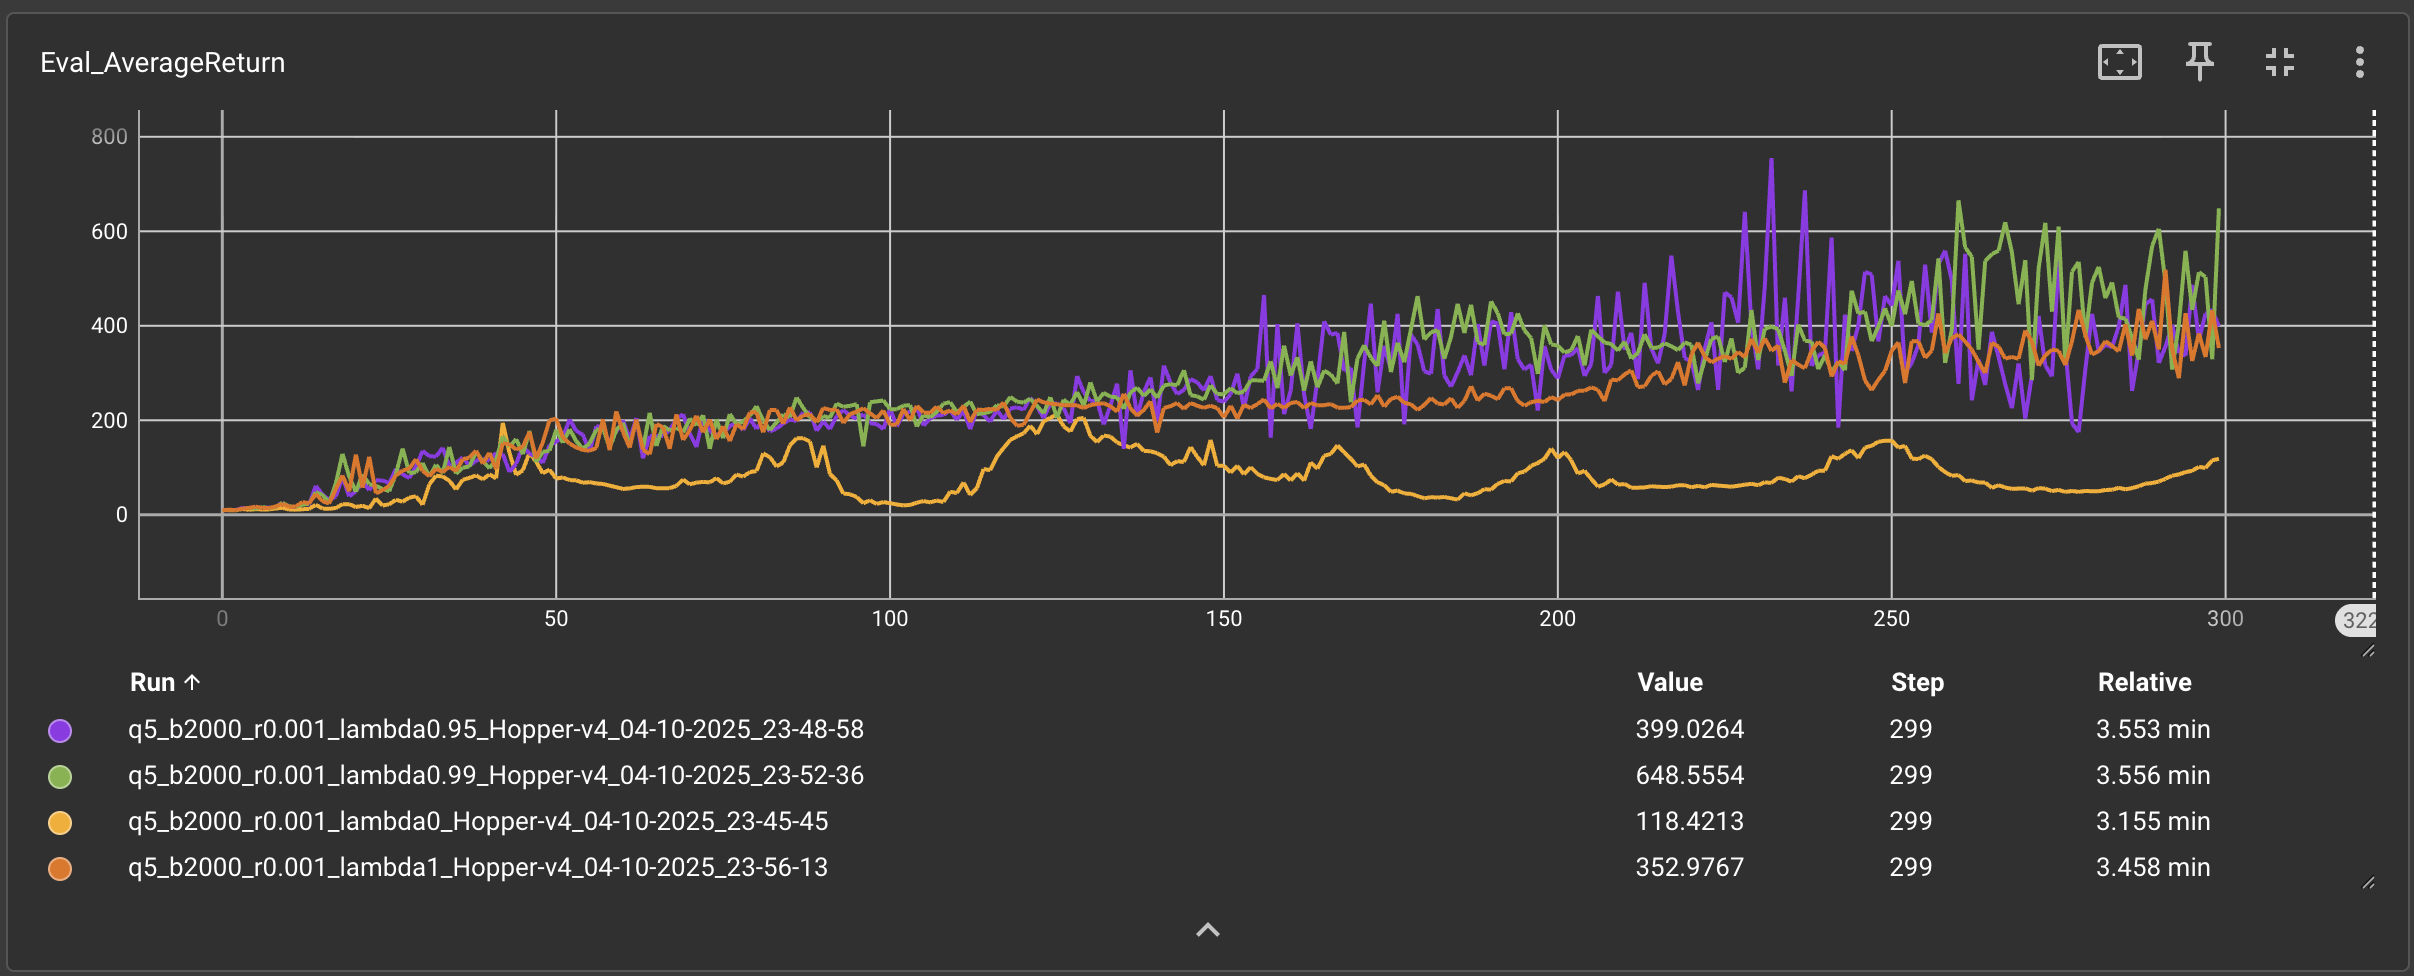 Eval_AverageReturn
800
600
400
200
0
0 50 100 150 200 250 300 322
Run ↑ Value Step Relative
q5_b2000_r0.001_lambda0.95_Hopper-v4_04-10-2025_23-48-58 399.0264 299 3.553 min
q5_b2000_r0.001_lambda0.99_Hopper-v4_04-10-2025_23-52-36 648.5554 299 3.556 min
q5_b2000_r0.001_lambda0_Hopper-v4_04-10-2025_23-45-45 118.4213 299 3.155 min
q5_b2000_r0.001_lambda1_Hopper-v4_04-10-2025_23-56-13 352.9767 299 3.458 min